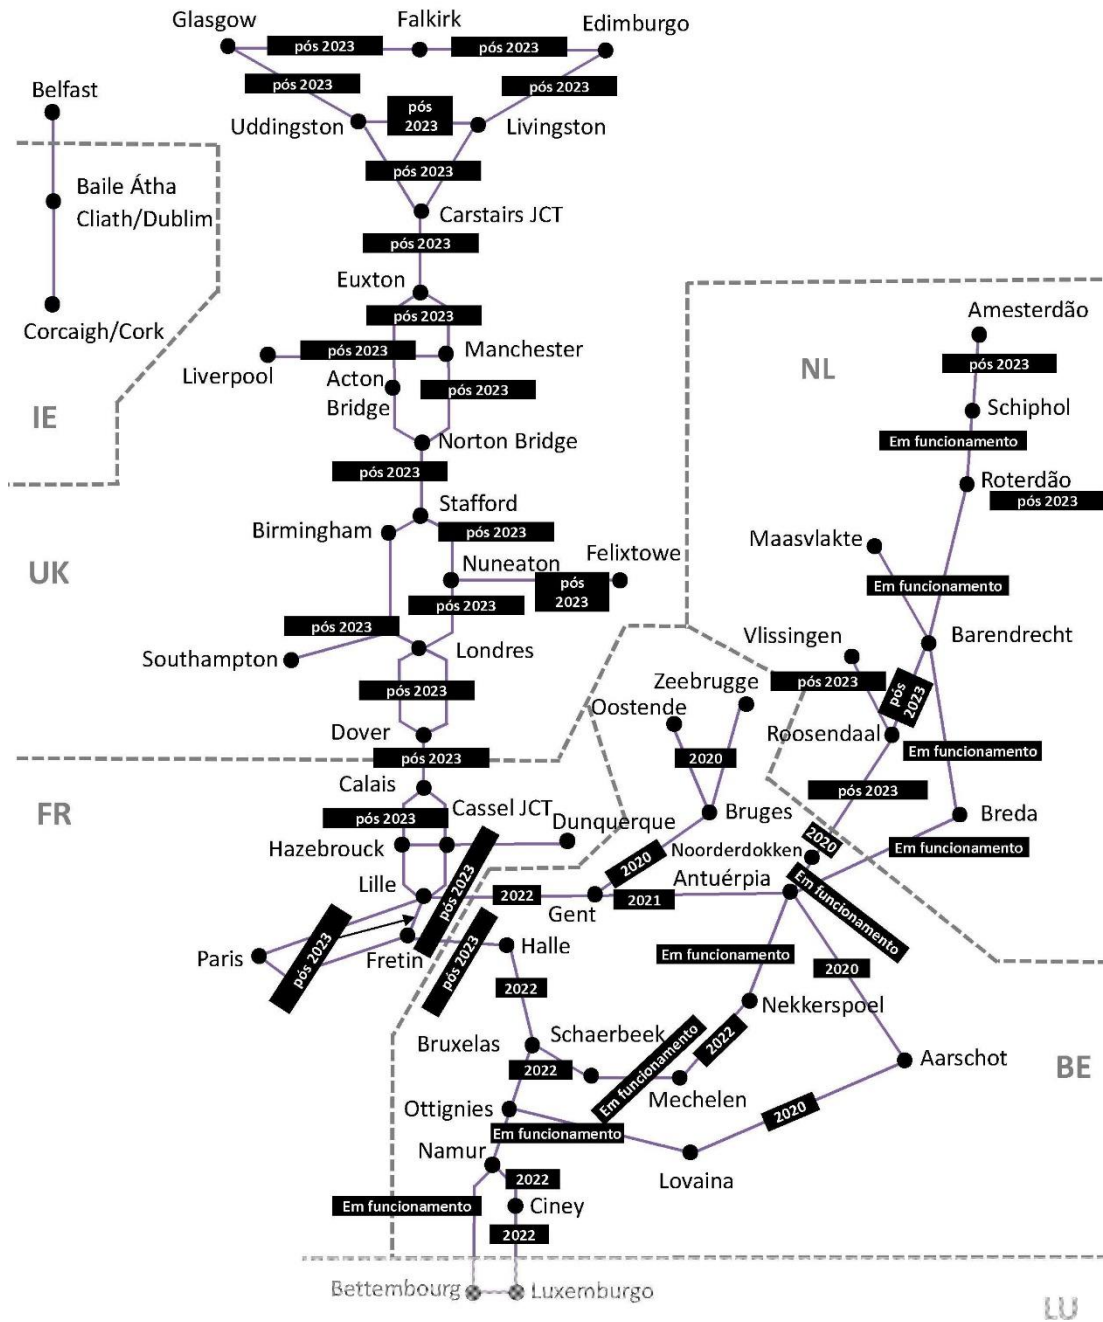 Glasgow
Falkirk
Edimburgo
pós 2023
pós 2023
pós 2023
pós 2023
Belfast
pós
2023
Uddingston
Livingston
pós 2023
Baile Átha
Cliath/Dublim
Carstairs JCT
pós 2023
Euxton
Corcaigh/Cork
pós 2023
Amesterdão
Liverpool
pós 2023
Manchester
pós 2023
NL
Acton
Bridge
pós 2023
IE
Schiphol
Norton Bridge
Em funcionamento
pós 2023
Roterdão
pós 2023
Stafford
Birmingham
pós 2023
Maasvlakte
UK
Nuneaton
Felixtowe
pós
2023
Em funcionamento
pós 2023
pós 2023
Vlissingen
Barendrecht
Southampton
Londres
pós 2023
pós 2023
pós
2023
Zeebrugge
Oostende
Dover
Roosendaal
pós 2023
2020
Em funcionamento
Calais
pós 2023
FR
Cassel JCT
pós 2023
Bruges
Breda
Dunquerque
Hazebrouck
2020
Em funcionamento
Noorderdokken
2020
Lille
pós 2023
2022
Gent
2021
Antuérpia
Em funcionamento
Paris
pós 2023
Fretin
pós 2023
Halle
Em funcionamento
2020
2022
Nekkerspoel
Bruxelas
Schaerbeek
2022
2022
Em funcionamento
Mechelen
Aarschot
BE
Ottignies
2020
Em funcionamento
Namur
Lovaina
2022
Em funcionamento
Ciney
2022
Bettembourg
Luxemburgo
LU